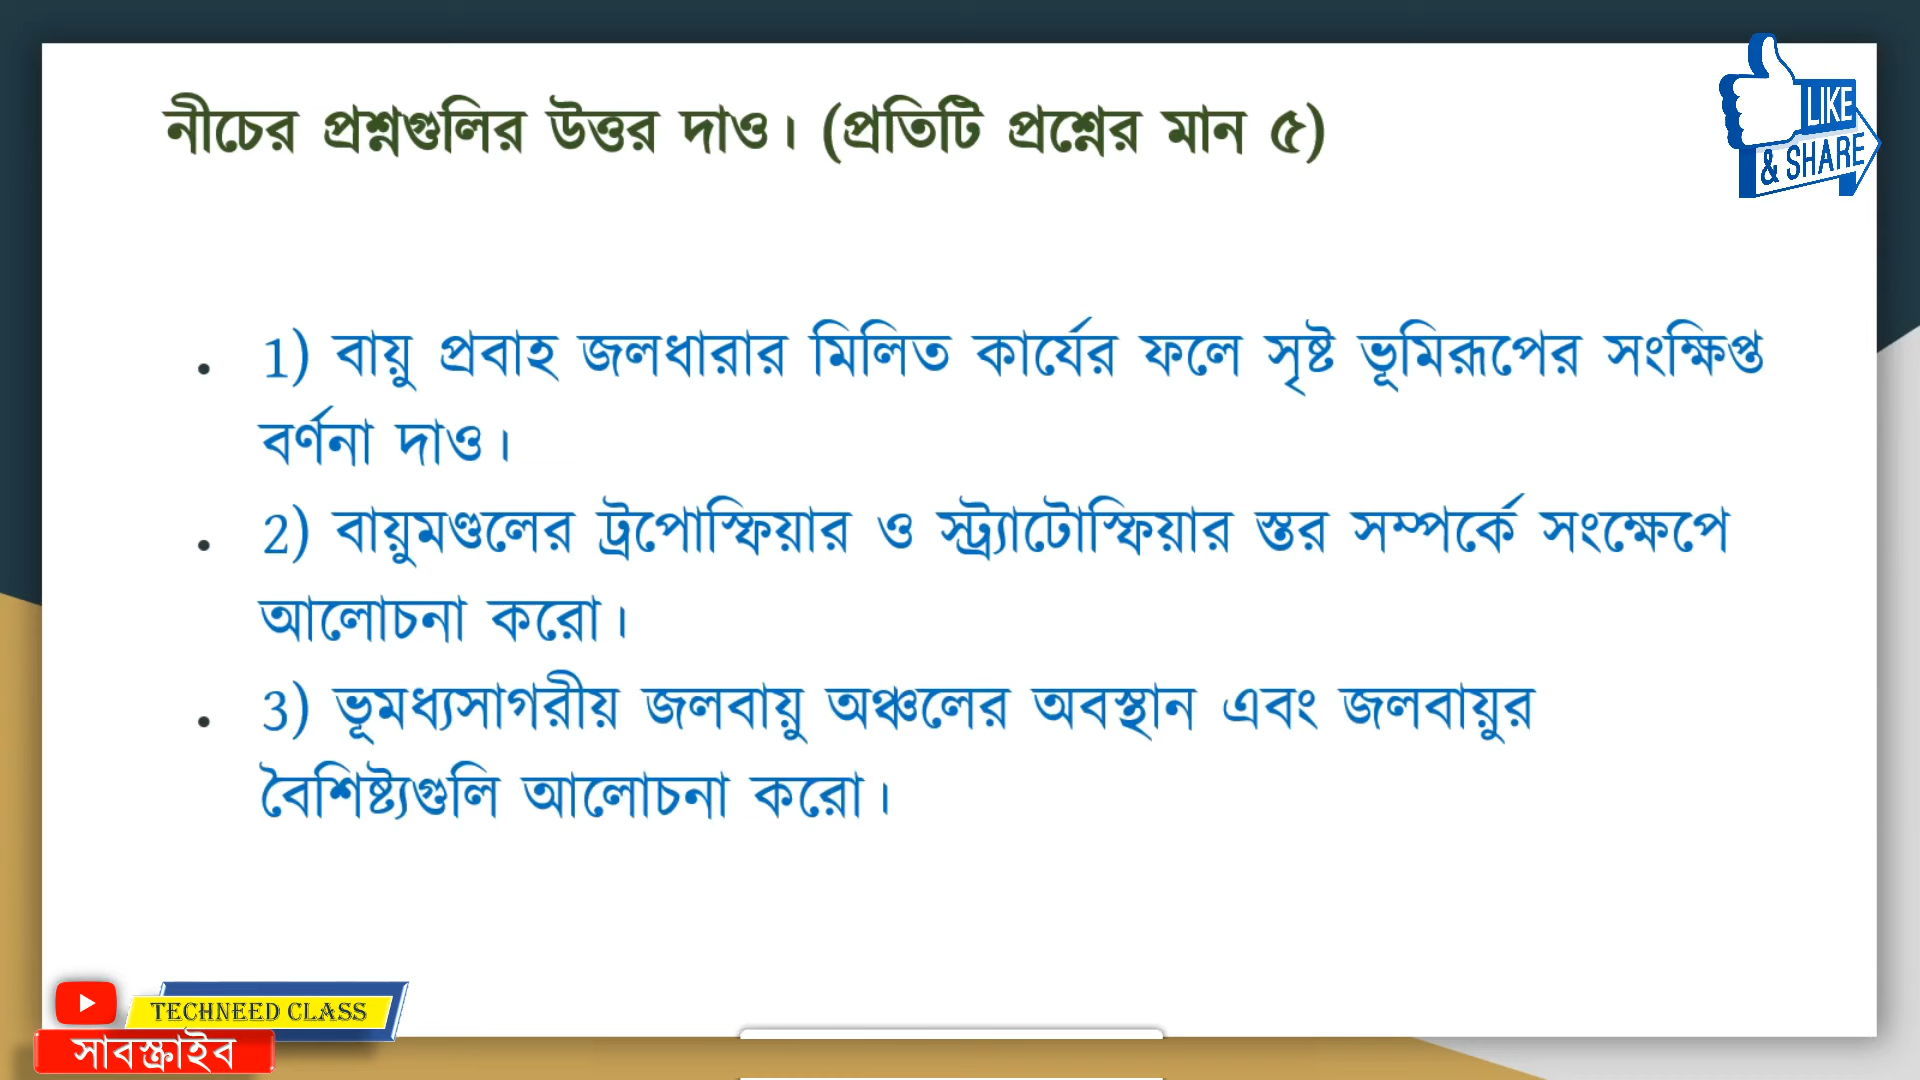 নীচের প্রশ্নগুলির উত্তর দাও। (প্রতিটি প্রশ্নের মান ৫)
LIKE
& SHARE
• 1) বায়ু প্রবাহ জলধারার মিলিত কার্যের ফলে সৃষ্ট ভূমিরূপের সংক্ষিপ্ত
বর্ণনা দাও।
• 2) বায়ুমণ্ডলের ট্রপোস্ফিয়ার ও স্ট্র্যাটোস্ফিয়ার স্তর সম্পর্কে সংক্ষেপে
আলোচনা করো।
• 3) ভূমধ্যসাগরীয় জলবায়ু অঞ্চলের অবস্থান এবং জলবায়ুর
বৈশিষ্ট্যগুলি আলোচনা করো।
TECHNEED CLASS
সাবস্ক্রাইব